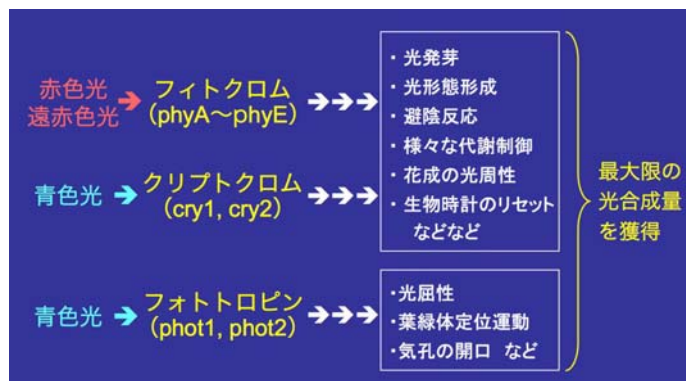 赤色光
遠赤色光
➔
フィトクロム
(phyA〜phyE)
➔➔➔
・光発芽
・光形態形成
・避陰反応
・様々な代謝制御
・花成の光周性
・生物時計のリセット
などなど
青色光
➔
クリプトクロム
(cry1, cry2)
➔➔➔
青色光
➔
フォトトロピン
(phot1, phot2)
➔➔➔
・光屈性
・葉緑体定位運動
・気孔の開口 など
最大限の
光合成量
を獲得